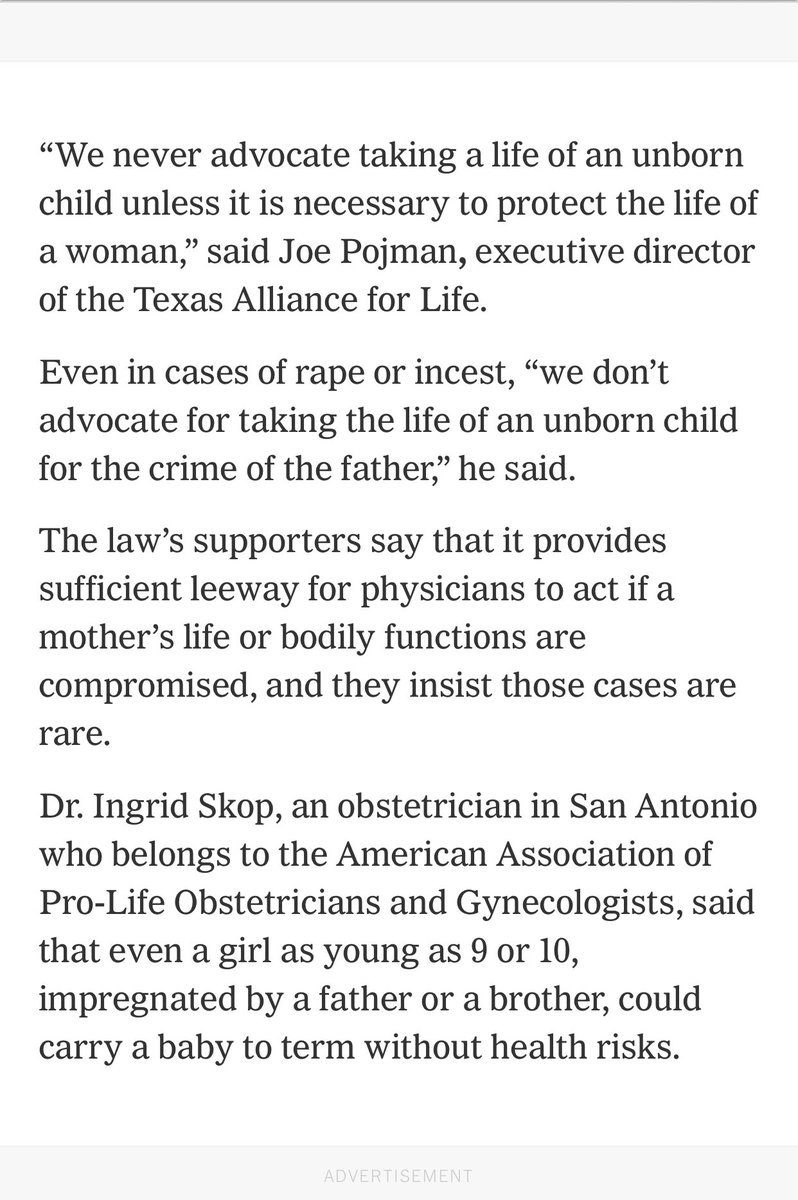 “We never advocate taking a life of an unborn
child unless it is necessary to protect the life of
a woman,” said Joe Pojman, executive director
of the Texas Alliance for Life.
Even in cases of rape or incest, “we don’t
advocate for taking the life of an unborn child
for the crime of the father,” he said.
The law’s supporters say that it provides
sufficient leeway for physicians to act if a
mother’s life or bodily functions are
compromised, and they insist those cases are
rare.
Dr. Ingrid Skop, an obstetrician in San Antonio
who belongs to the American Association of
Pro-Life Obstetricians and Gynecologists, said
that even a girl as young as 9 or 10,
impregnated by a father or a brother, could
carry a baby to term without health risks.
ADVERTISEMENT